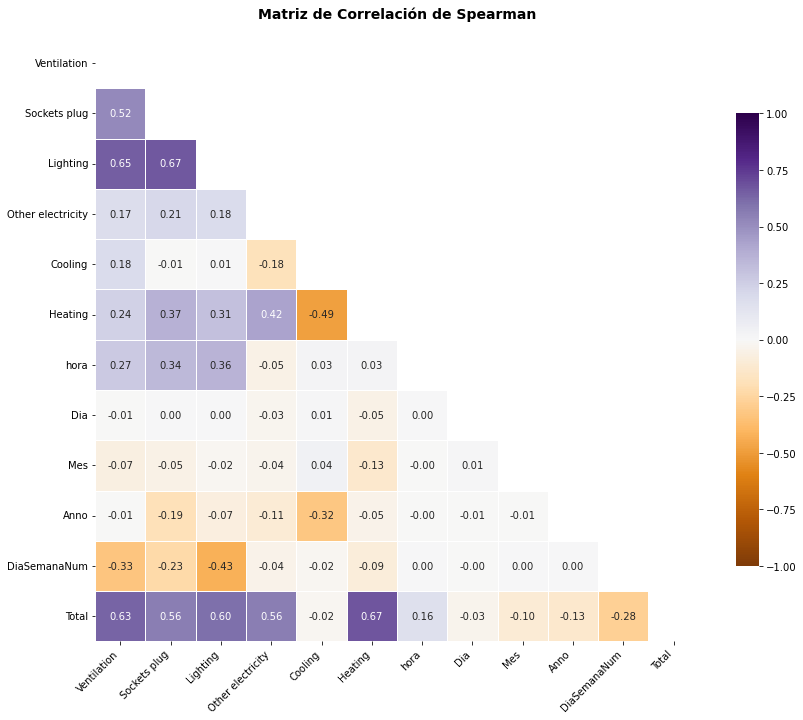 Matriz de Correlación de Spearman
Ventilation
Sockets plug 0.52
Lighting 0.65 0.67
Other electricity 0.17 0.21 0.18
Cooling 0.18 -0.01 0.01 -0.18
Heating 0.24 0.37 0.31 0.42 -0.49
hora 0.27 0.34 0.36 -0.05 0.03 0.03
Dia -0.01 0.00 0.00 -0.03 0.01 -0.05 0.00
Mes -0.07 -0.05 -0.02 -0.04 0.04 -0.13 -0.00 0.01
Anno -0.01 -0.19 -0.07 -0.11 -0.32 -0.05 -0.00 -0.01 -0.01
DiaSemanaNum -0.33 -0.23 -0.43 -0.04 -0.02 -0.09 0.00 -0.00 0.00 0.00
Total 0.63 0.56 0.60 0.56 -0.02 0.67 0.16 -0.03 -0.10 -0.13 -0.28
Ventilation
Sockets plug
Lighting
Other electricity
Cooling
Heating
hora
Dia
Mes
Anno
DiaSemanaNum
Total
1.00
0.75
0.50
0.25
0.00
−0.25
−0.50
−0.75
−1.00